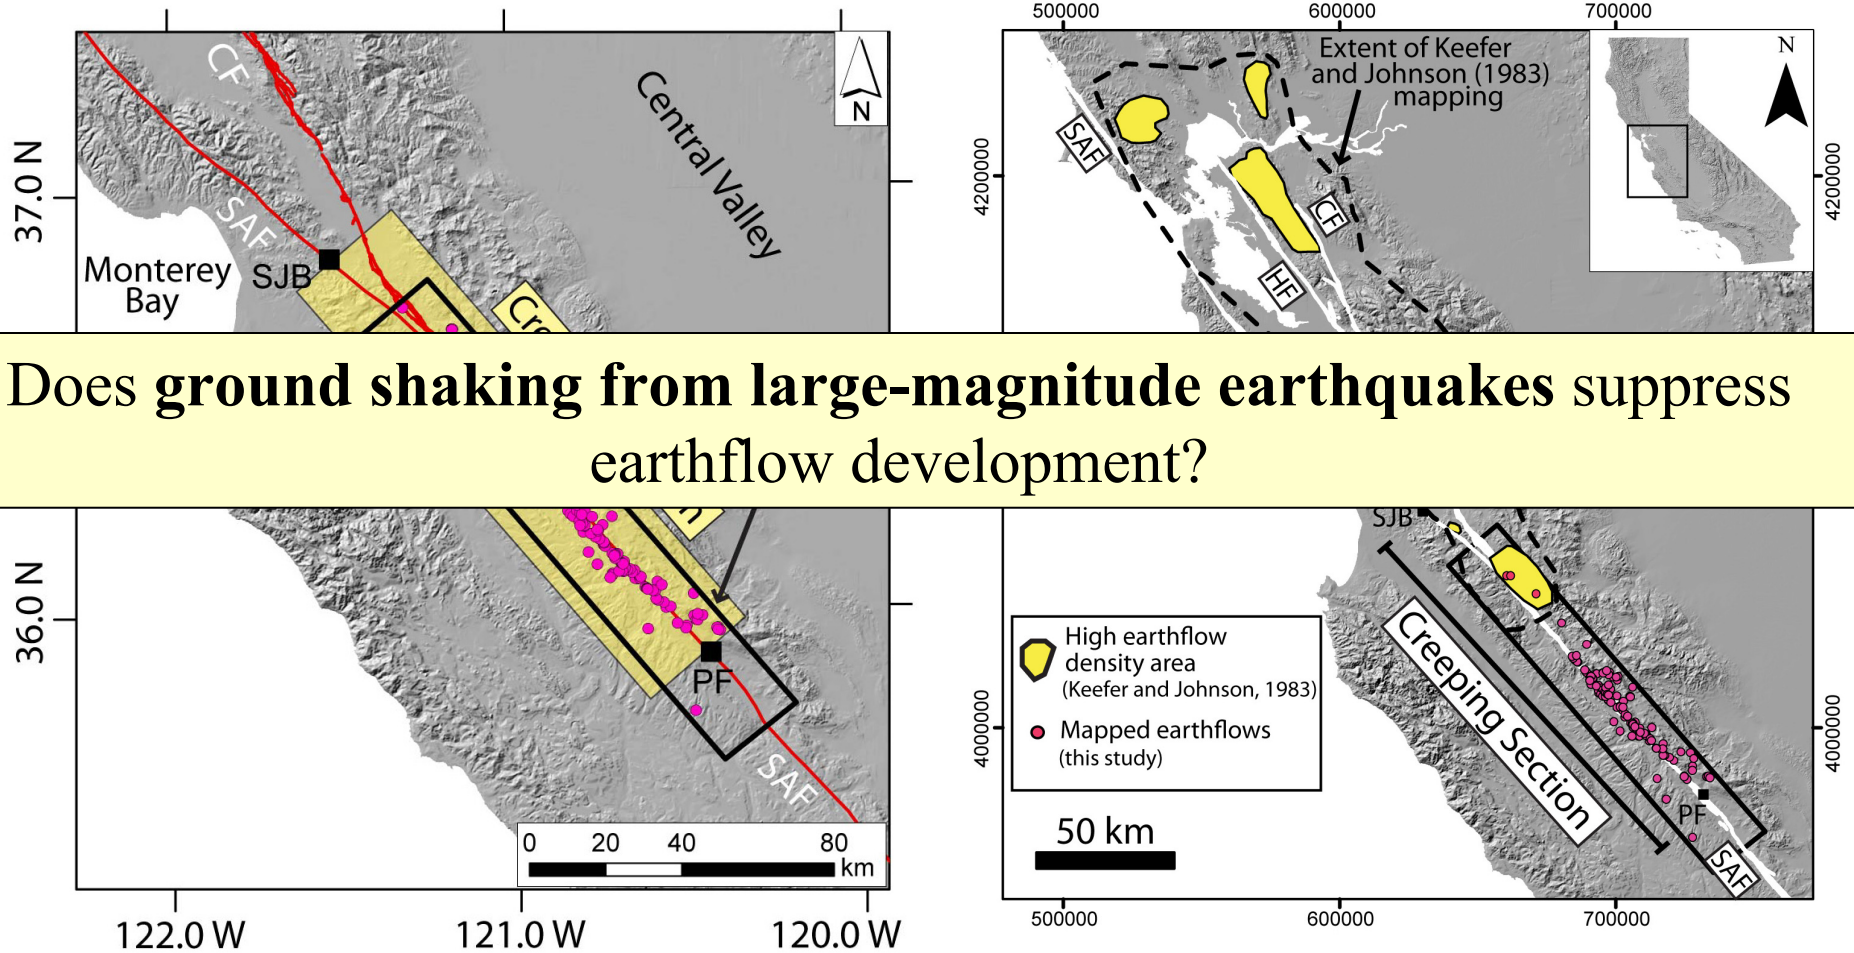 CF
Central Valley
N
37.0 N
SAF
Monterey
Bay
SJB
Cre
500000
600000
700000
Extent of Keefer
and Johnson (1983)
mapping
N
SAF
4200000
4200000
CF
HF
Does ground shaking from large-magnitude earthquakes suppress
earthflow development?
n
36.0 N
PF
SAF
0 20 40 80
km
122.0 W
121.0 W
120.0 W
SJB
High earthflow
density area
(Keefer and Johnson, 1983)
Mapped earthflows
(this study)
50 km
Creeping Section
4000000
4000000
PF
SAF
500000
600000
700000